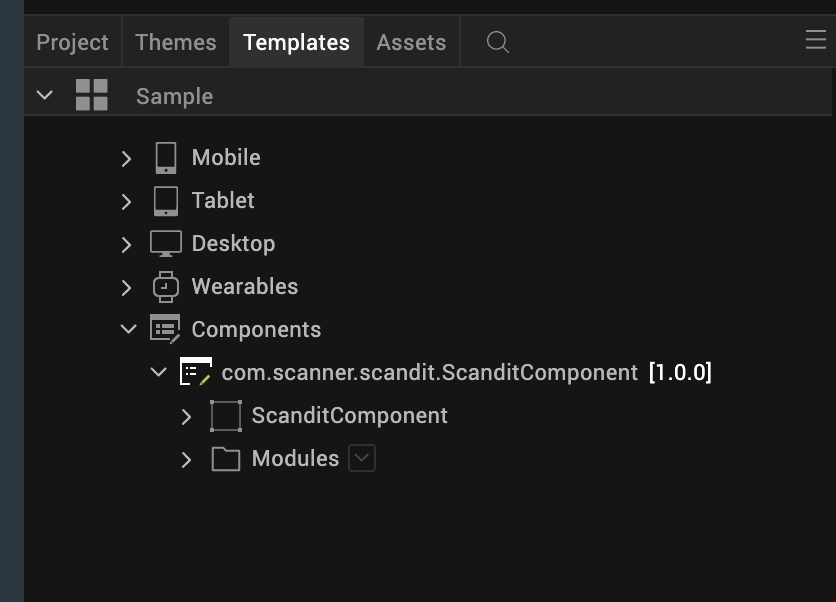 Project Themes Templates Assets
Sample
Mobile
Tablet
Desktop
Wearables
Components
com.scanner.scandit.ScanditComponent [1.0.0]
ScanditComponent
Modules